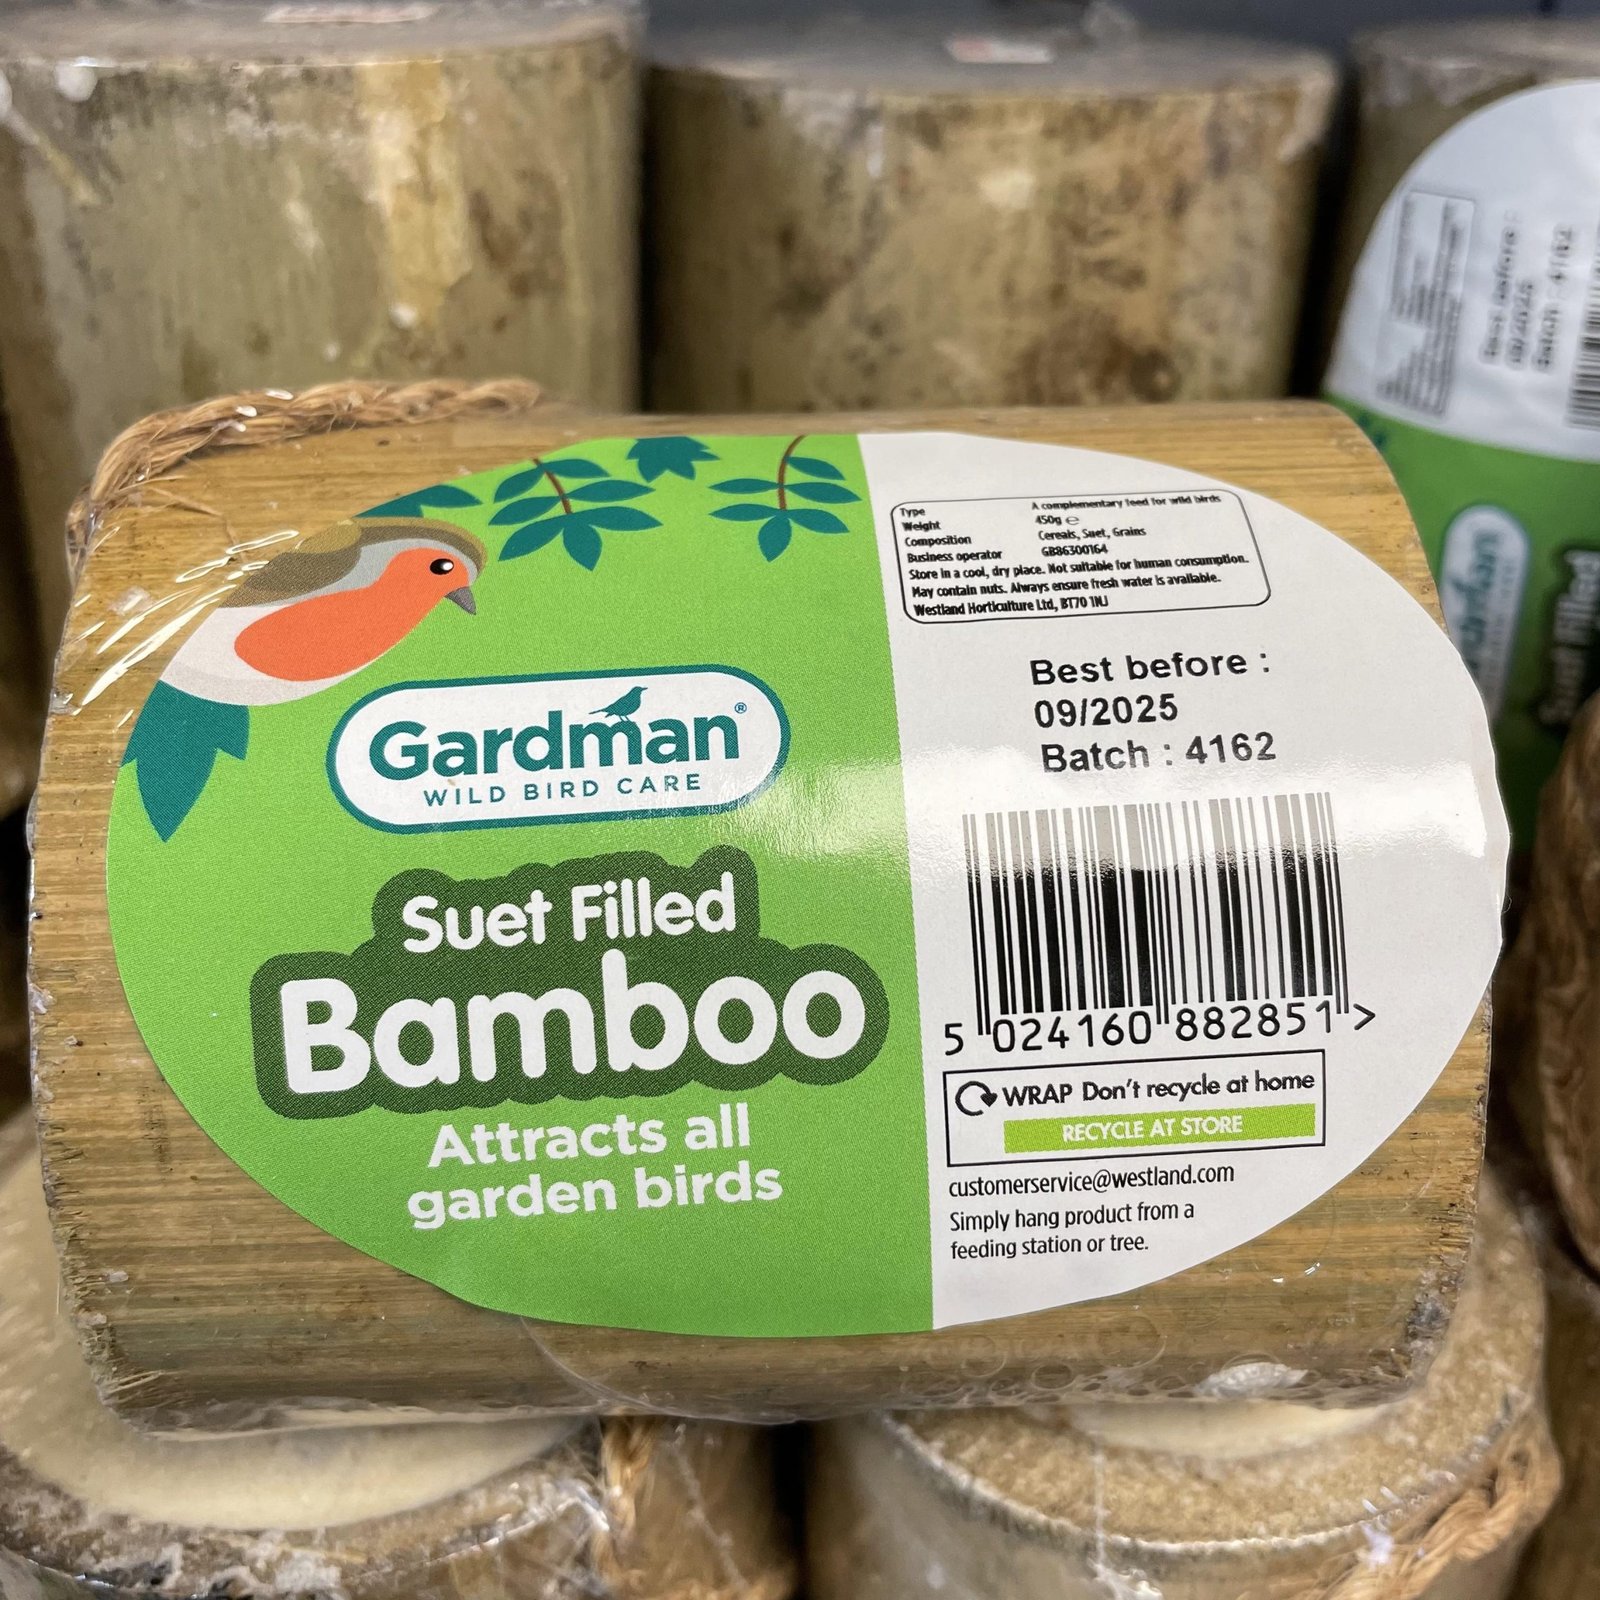 Gardman®
WILD BIRD CARE
Suet Filled
Bamboo
Attracts all
garden birds
Type A complementary feed for wild birds
Weight 450g ℮
Composition Cereals, Suet, Grains
Business operator GB86300164
Store in a cool, dry place. Not suitable for human consumption.
May contain nuts. Always ensure fresh water is available.
Westland Horticulture Ltd, BT70 1NJ
Best before :
09/2025
Batch : 4162
5 024160 882851 >
WRAP Don't recycle at home
RECYCLE AT STORE
customerservice@westland.com
Simply hang product from a
feeding station or tree.
Best before :
09/2025
Batch : 4162
Suet Filled